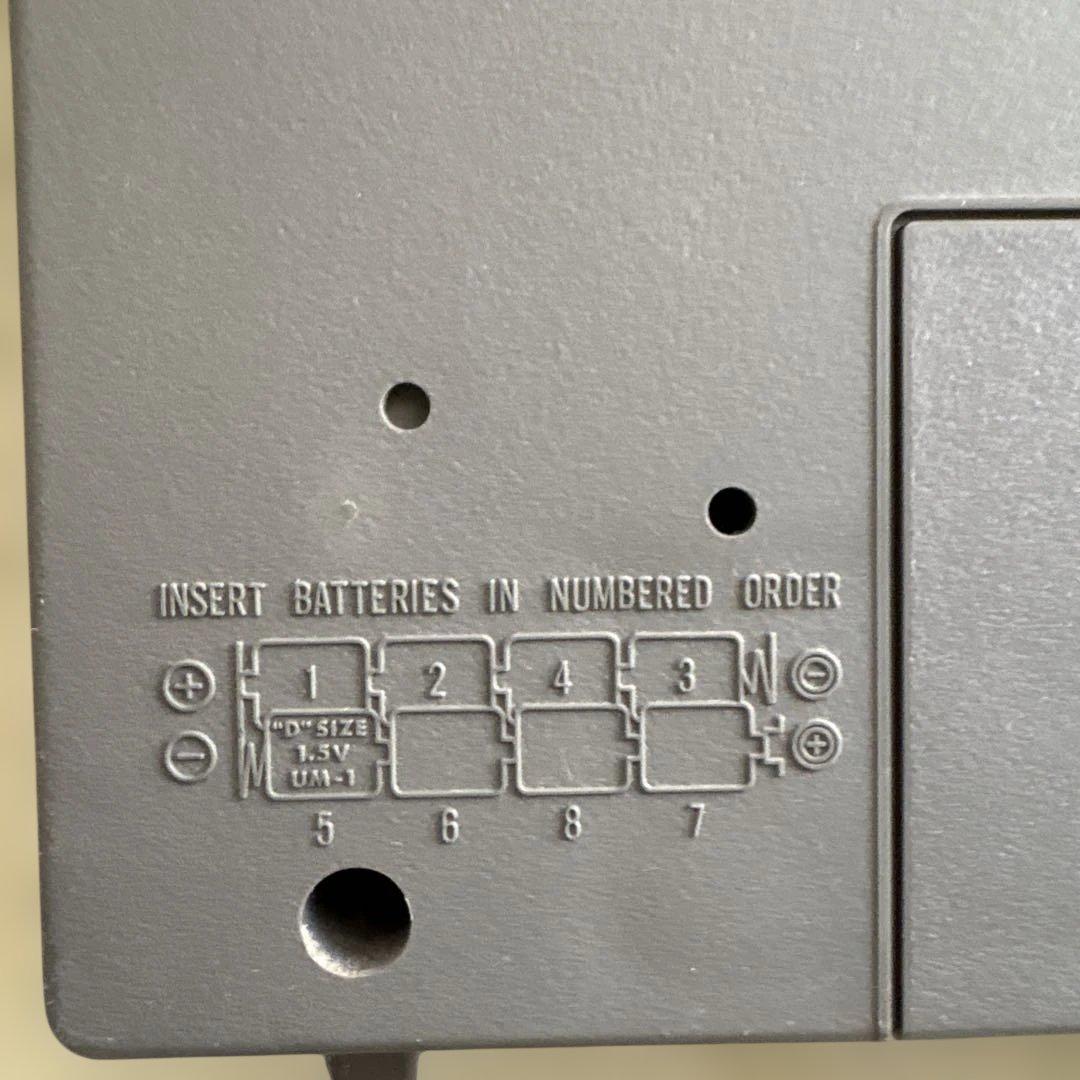 INSERT BATTERIES IN NUMBERED ORDER
+ 1 2 4 3 -
- "D" SIZE +
1.5V
UM-1
5 6 8 7